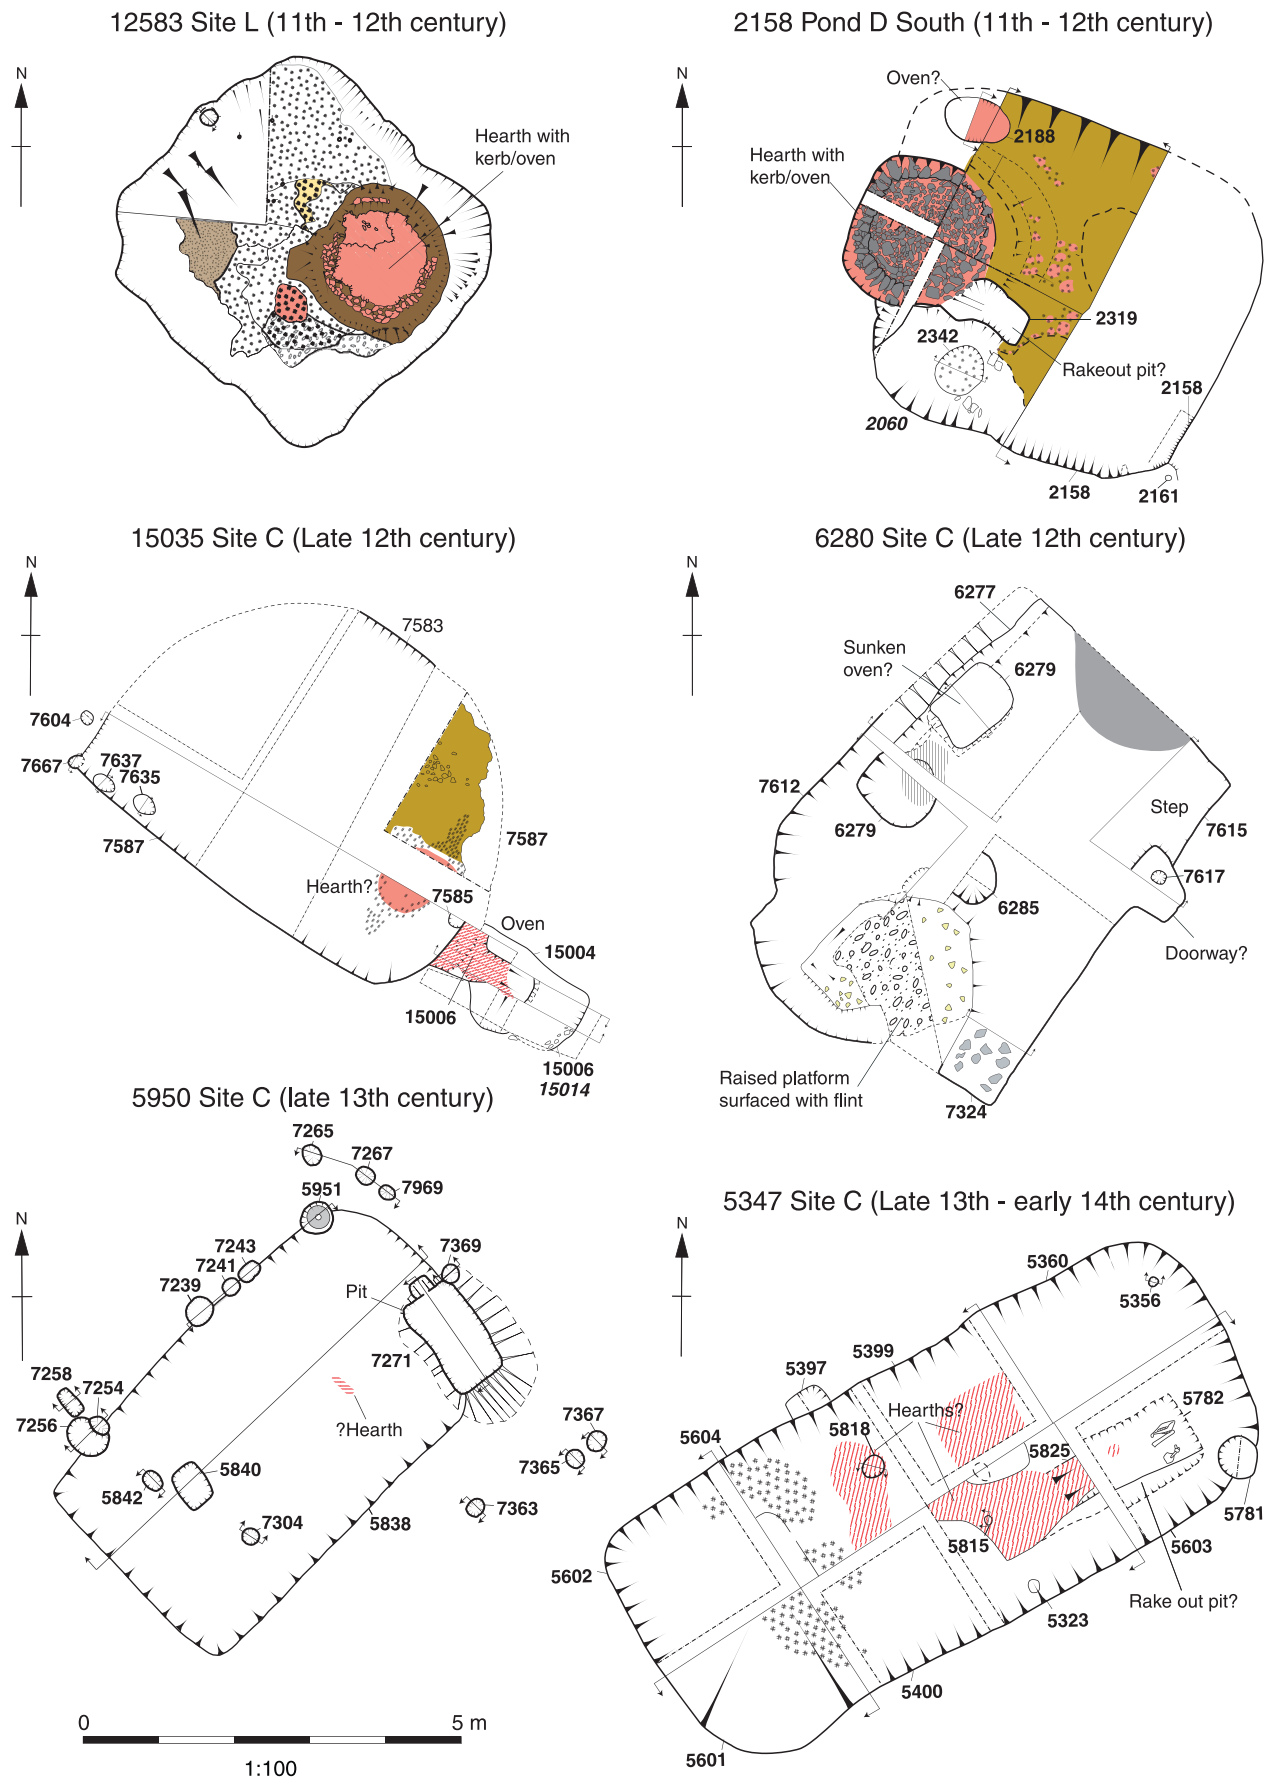 12583 Site L (11th - 12th century)
N
Hearth with
kerb/oven
2158 Pond D South (11th - 12th century)
N
Oven?
2188
Hearth with
kerb/oven
2319
2342
Rakeout pit?
2158
2060
2158
2161
15035 Site C (Late 12th century)
N
7583
7604
7667
7637
7635
7587
7587
Hearth?
7585
Oven
15004
15006
15006
15014
6280 Site C (Late 12th century)
N
6277
Sunken
oven?
6279
7612
Step
6279
7615
7617
6285
Doorway?
Raised platform
surfaced with flint
7324
5950 Site C (late 13th century)
N
7265
7267
5951
7969
7243
7241
7369
7239
Pit
7271
7258
7254
7256
?Hearth
7367
7365
5840
5842
7363
7304
5838
0
5 m
1:100
5347 Site C (Late 13th - early 14th century)
N
5360
5356
5399
5397
Hearths?
5782
5818
5604
5825
5781
5815
5603
5602
Rake out pit?
5323
5400
5601